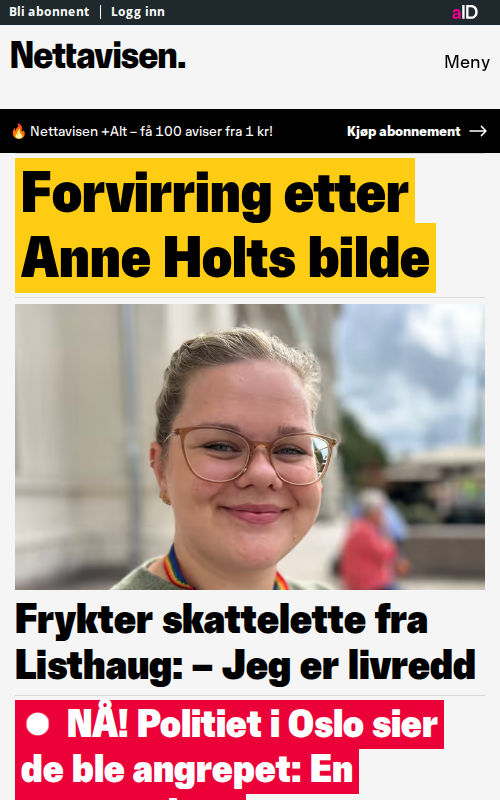 Bli abonnent | Logg inn
aID
Nettavisen.
Meny
Nettavisen +Alt – få 100 aviser fra 1 kr!
Kjøp abonnement →
Forvirring etter
Anne Holts bilde
Frykter skattelette fra
Listhaug: – Jeg er livredd
NÅ! Politiet i Oslo sier
de ble angrepet: En